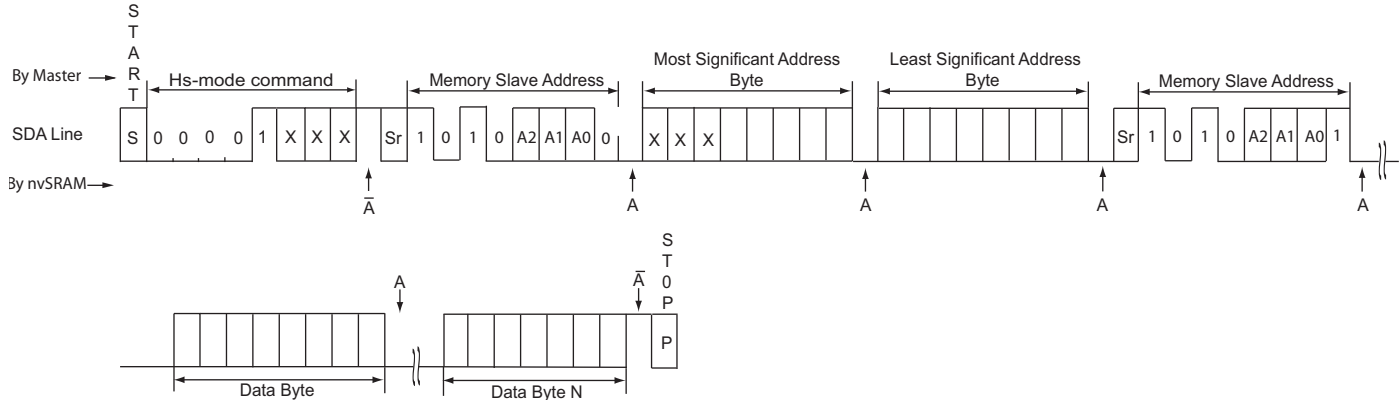 START
Most Significant Address
Byte
Least Significant Address
Byte
By Master
Hs-mode command
Memory Slave Address
Memory Slave Address
SDA Line
S 0 0 0 0 1 X X X Sr 1 0 1 0 A2 A1 A0 0 X X X Sr 1 0 1 0 A2 A1 A0 1
By nvSRAM
A̅ A A A A
ST0P
A A̅
P
Data Byte
Data Byte N